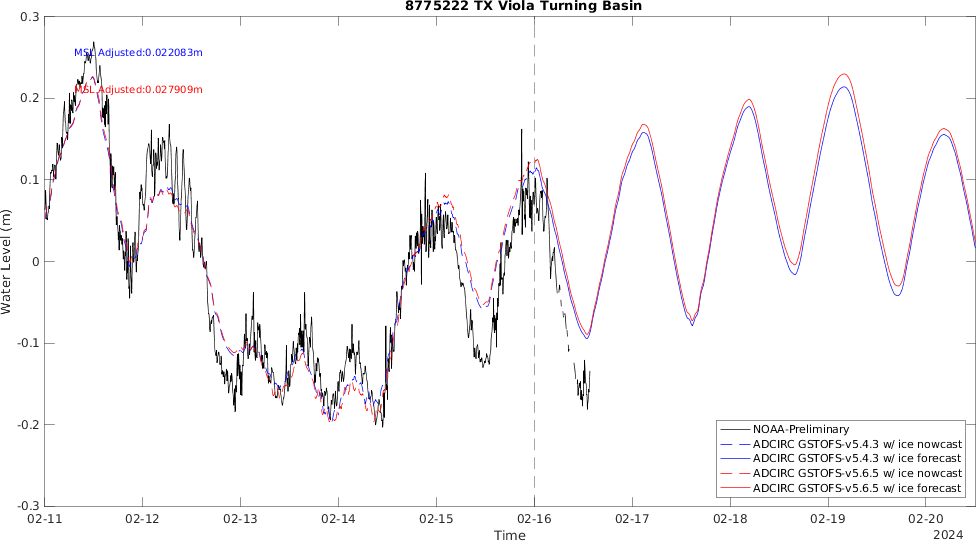 8775222 TX Viola Turning Basin
MSL Adjusted:0.022083m
MSL Adjusted:0.027909m
Water Level (m)
0.3
0.2
0.1
0
-0.1
-0.2
-0.3
NOAA-Preliminary
ADCIRC GSTOFS-v5.4.3 w/ ice nowcast
ADCIRC GSTOFS-v5.4.3 w/ ice forecast
ADCIRC GSTOFS-v5.6.5 w/ ice nowcast
ADCIRC GSTOFS-v5.6.5 w/ ice forecast
02-11 02-12 02-13 02-14 02-15 02-16 02-17 02-18 02-19 02-20
Time
2024